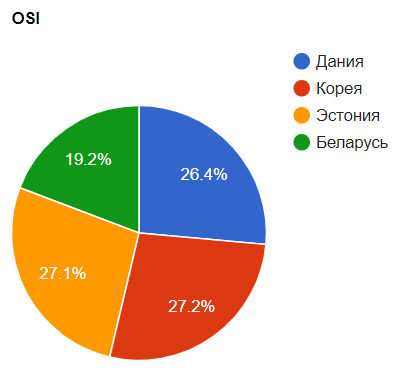 OSI
Дания
Корея
Эстония
Беларусь
19.2%
26.4%
27.1%
27.2%